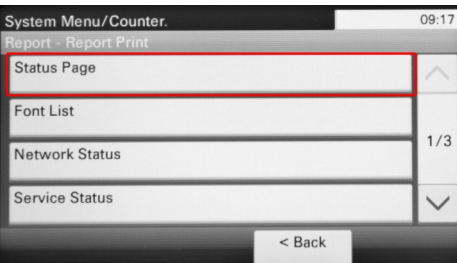 System Menu/Counter.
09:17
Report - Report Print
Status Page
Font List
1/3
Network Status
Service Status
< Back